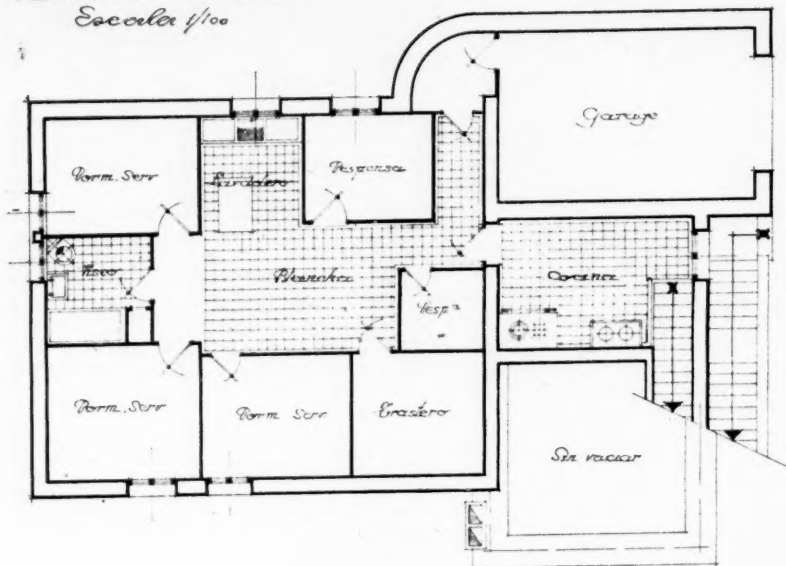 Escala 1/100
Garage
Dorm. Serv
Lavadero
Despensa
Aseo
Plancha
Cocina
Desp.ª
Dorm. Serv
Dorm Serv
Trastero
Sin vaciar